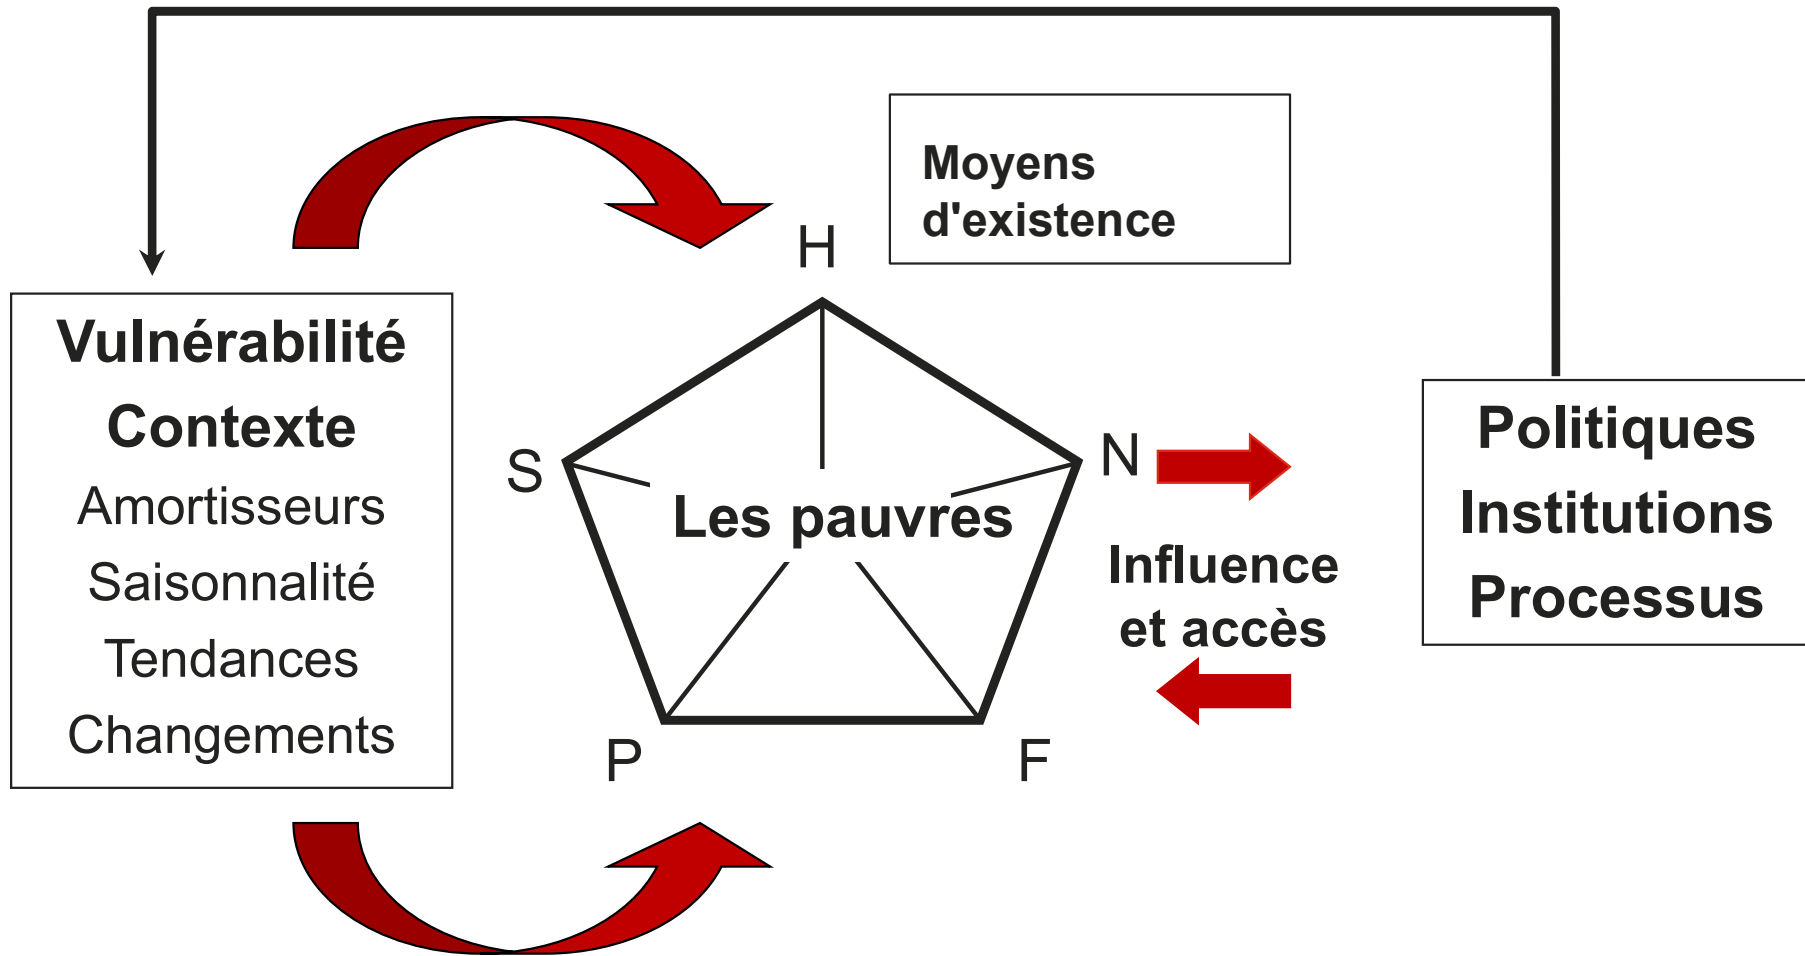 Moyens
d'existence
H
Vulnérabilité
Contexte
Amortisseurs
Saisonnalité
Tendances
Changements
S
Les pauvres
N
P
F
Influence
et accès
Politiques
Institutions
Processus